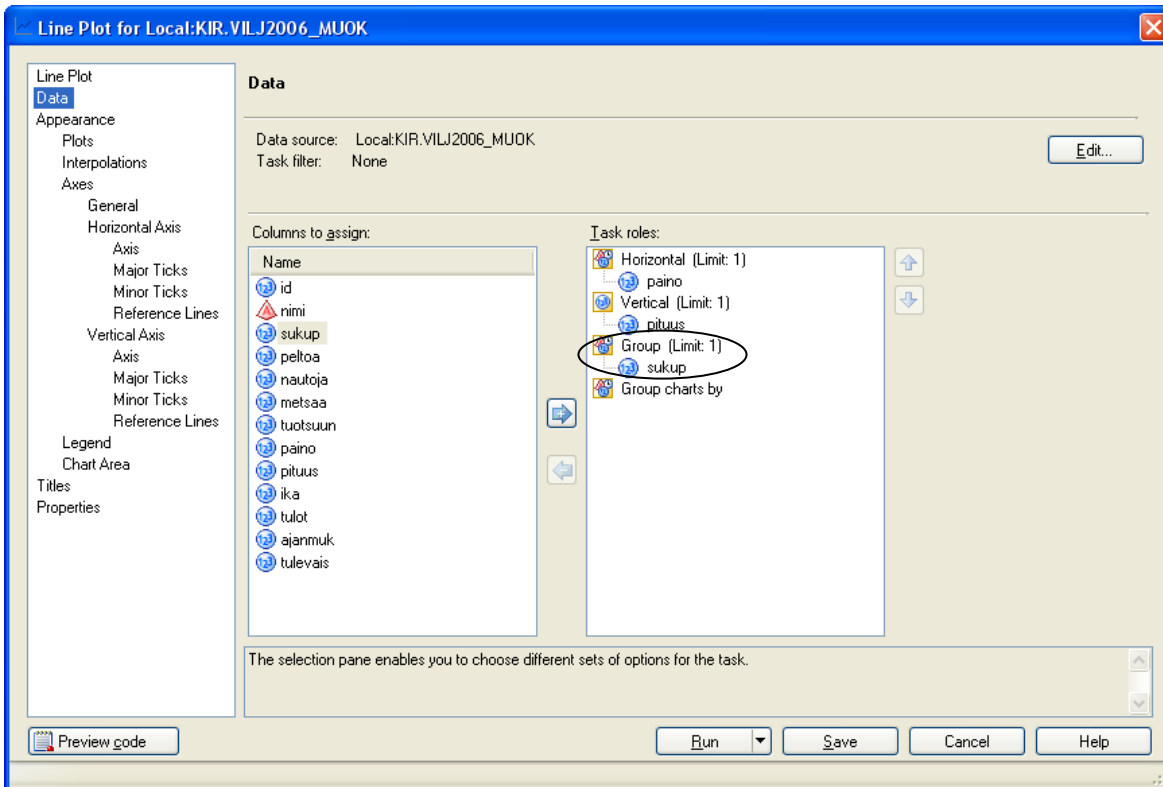 Line Plot for Local:KIR.VILJ2006_MUOK
Line Plot
Data
Appearance
Plots
Interpolations
Axes
General
Horizontal Axis
Axis
Major Ticks
Minor Ticks
Reference Lines
Vertical Axis
Axis
Major Ticks
Minor Ticks
Reference Lines
Legend
Chart Area
Titles
Properties
Data
Data source: Local:KIR.VILJ2006_MUOK
Task filter: None
Edit...
Columns to assign:
Name
id
nimi
sukup
peltoa
nautoja
metsaa
tuotsuun
paino
pituus
ika
tulot
ajanmuk
tulevais
Task roles:
Horizontal (Limit: 1)
paino
Vertical (Limit: 1)
pituus
Group (Limit: 1)
sukup
Group charts by
The selection pane enables you to choose different sets of options for the task.
Preview code
Run
Save
Cancel
Help